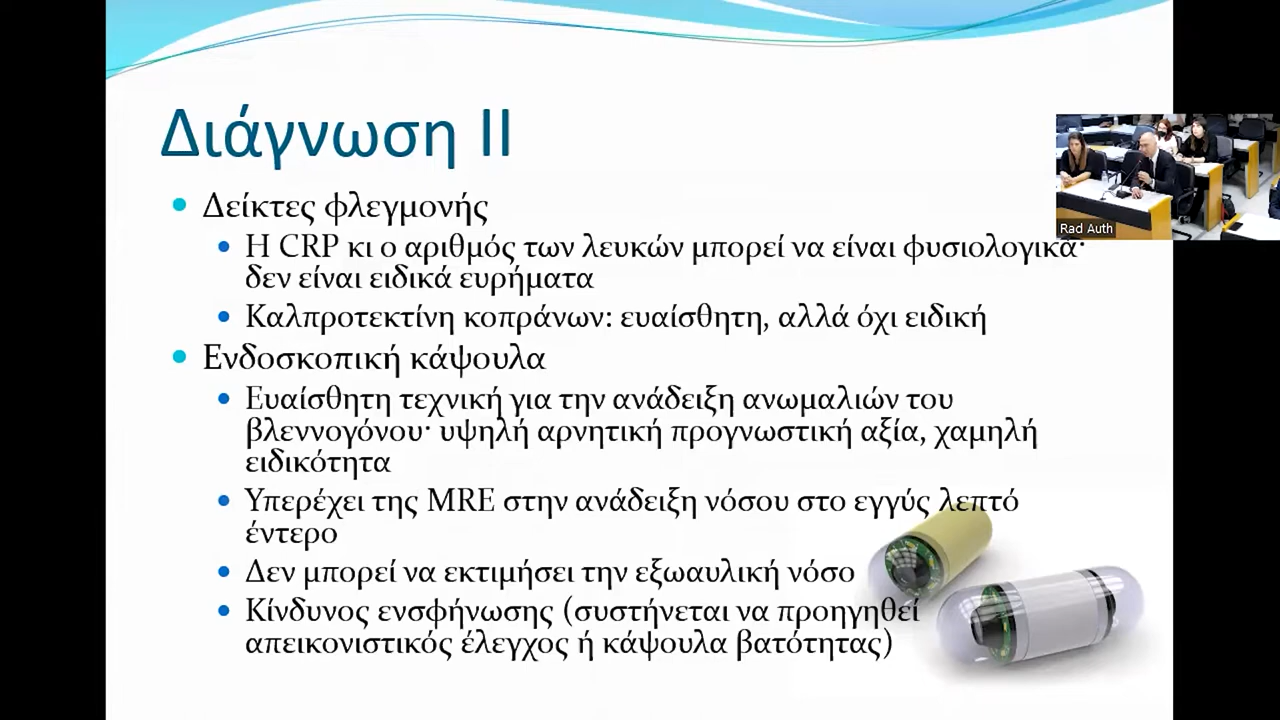 Διάγνωση ΙΙ
Δείκτες φλεγμονής
Η CRP κι ο αριθμός των λευκών μπορεί να είναι φυσιολογικά·
δεν είναι ειδικά ευρήματα
Καλπροτεκτίνη κοπράνων: ευαίσθητη, αλλά όχι ειδική
Ενδοσκοπική κάψουλα
Ευαίσθητη τεχνική για την ανάδειξη ανωμαλιών του
βλεννογόνου· υψηλή αρνητική προγνωστική αξία, χαμηλή
ειδικότητα
Υπερέχει της MRE στην ανάδειξη νόσου στο εγγύς λεπτό
έντερο
Δεν μπορεί να εκτιμήσει την εξωαυλική νόσο
Κίνδυνος ενσφήνωσης (συστήνεται να προηγηθεί
απεικονιστικός έλεγχος ή κάψουλα βατότητας)
Rad Auth